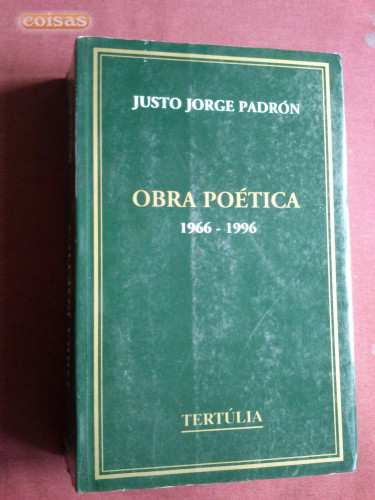 coisas
JUSTO JORGE PADRÓN
OBRA POÉTICA
1966 - 1996
TERTÚLIA